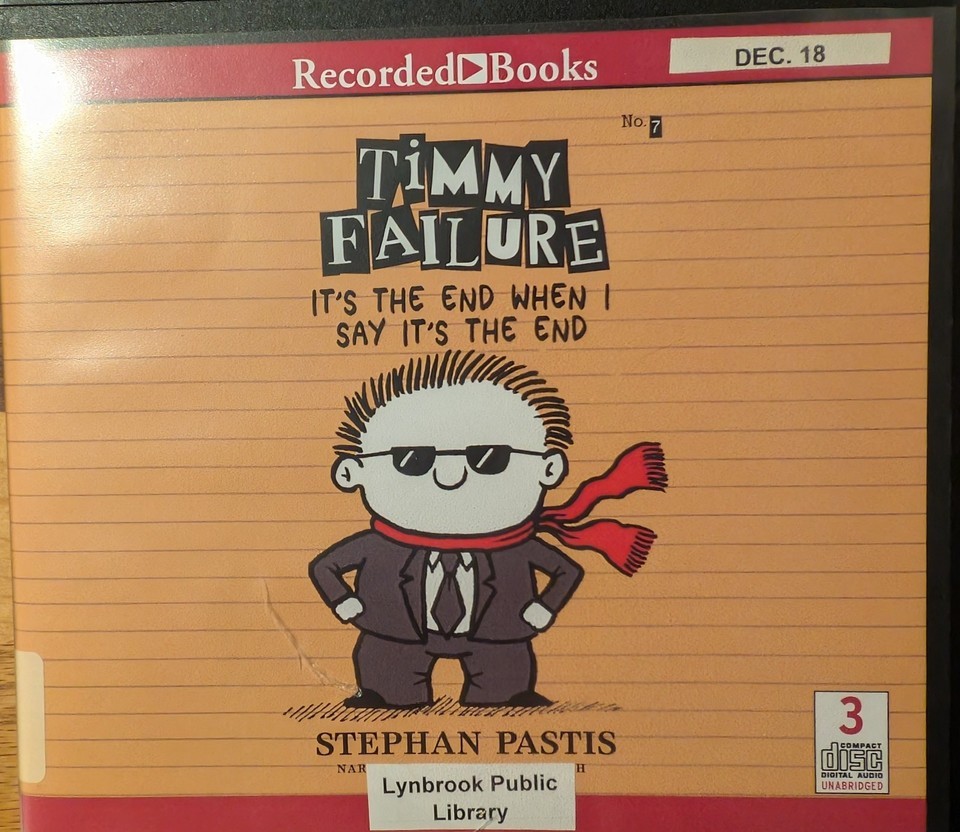 Recorded Books
DEC. 18
No. 7
TiMMY
FAILURE
IT'S THE END WHEN I
SAY IT'S THE END
STEPHAN PASTIS
Lynbrook Public
Library
3
COMPACT
disc
DIGITAL AUDIO
UNABRIDGED